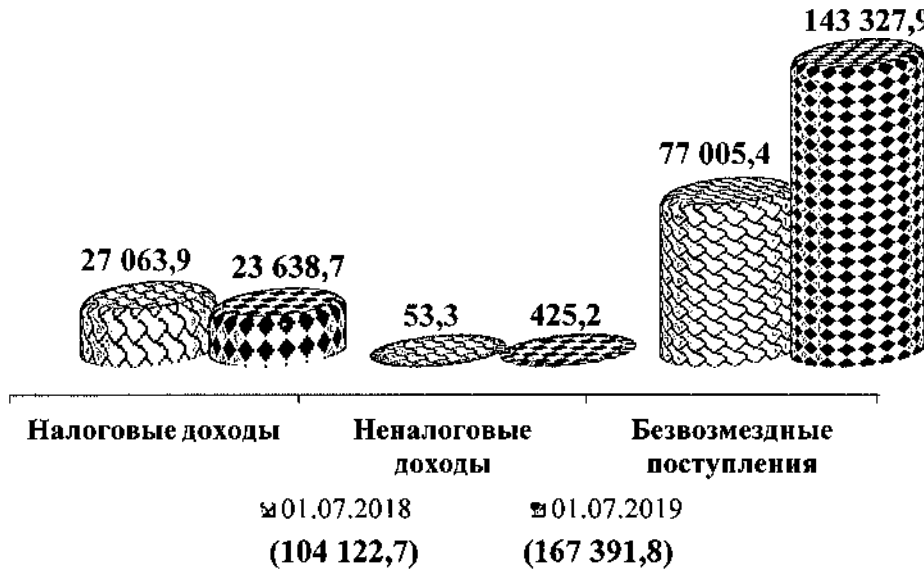 143 327,9
77 005,4
27 063,9 23 638,7
53,3 425,2
Налоговые доходы Неналоговые доходы Безвозмездные поступления
01.07.2018 01.07.2019
(104 122,7) (167 391,8)